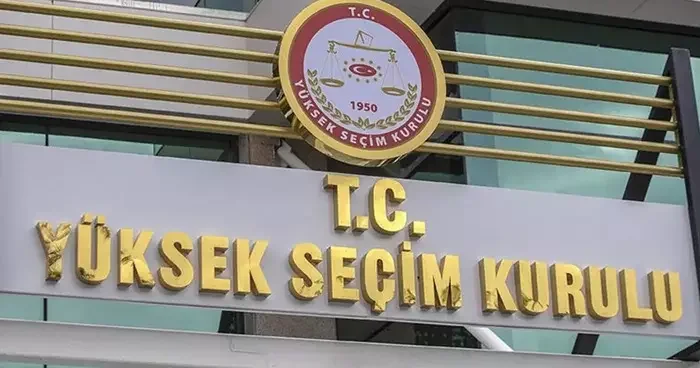 T.C.
1950
YÜKSEK SEÇİM KURULU
T.C.
YÜKSEK SEÇİM KURULU